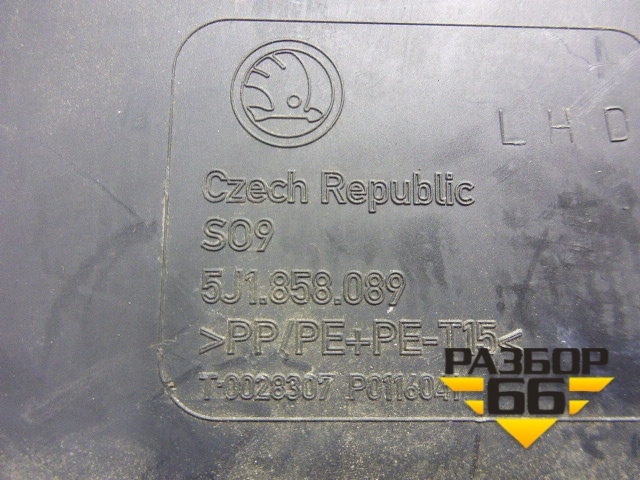 LHD
Czech Republic
S09
5J1.858.089
>PP/PE+PE-T15<
T-0028307
РАЗБОР
66